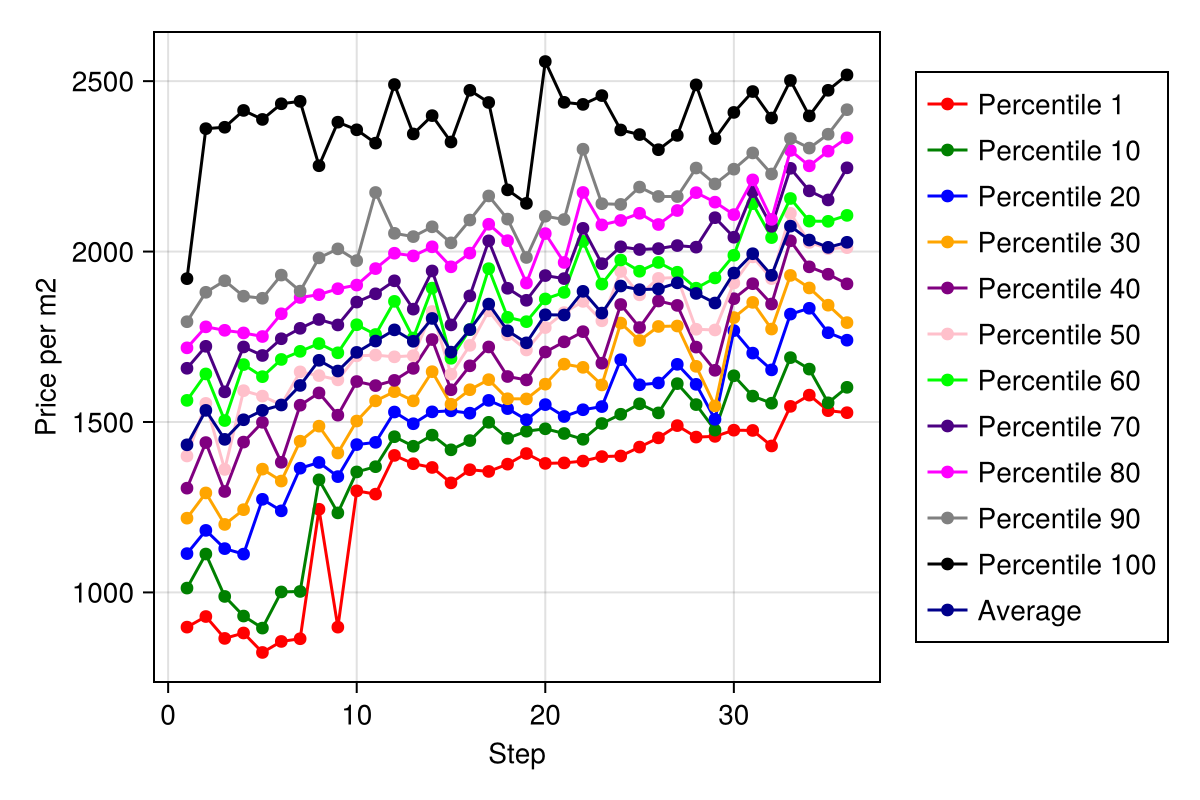 2500
2000
1500
1000
Price per m2
0 10 20 30
Step
Percentile 1
Percentile 10
Percentile 20
Percentile 30
Percentile 40
Percentile 50
Percentile 60
Percentile 70
Percentile 80
Percentile 90
Percentile 100
Average